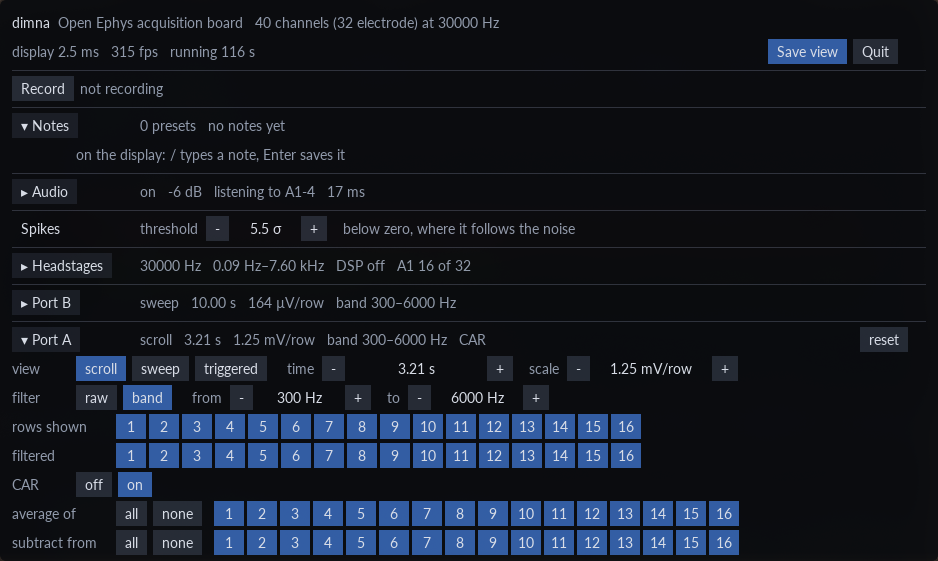 dimna Open Ephys acquisition board 40 channels (32 electrode) at 30000 Hz
display 2.5 ms 315 fps running 116 s Save view Quit
Record not recording
▾ Notes 0 presets no notes yet
on the display: / types a note, Enter saves it
▸ Audio on -6 dB listening to A1-4 17 ms
Spikes threshold - 5.5 σ + below zero, where it follows the noise
▸ Headstages 30000 Hz 0.09 Hz–7.60 kHz DSP off A1 16 of 32
▸ Port B sweep 10.00 s 164 µV/row band 300–6000 Hz
▾ Port A scroll 3.21 s 1.25 mV/row band 300–6000 Hz CAR reset
view scroll sweep triggered time - 3.21 s + scale - 1.25 mV/row +
filter raw band from - 300 Hz + to - 6000 Hz +
rows shown 1 2 3 4 5 6 7 8 9 10 11 12 13 14 15 16
filtered 1 2 3 4 5 6 7 8 9 10 11 12 13 14 15 16
CAR off on
average of all none 1 2 3 4 5 6 7 8 9 10 11 12 13 14 15 16
subtract from all none 1 2 3 4 5 6 7 8 9 10 11 12 13 14 15 16